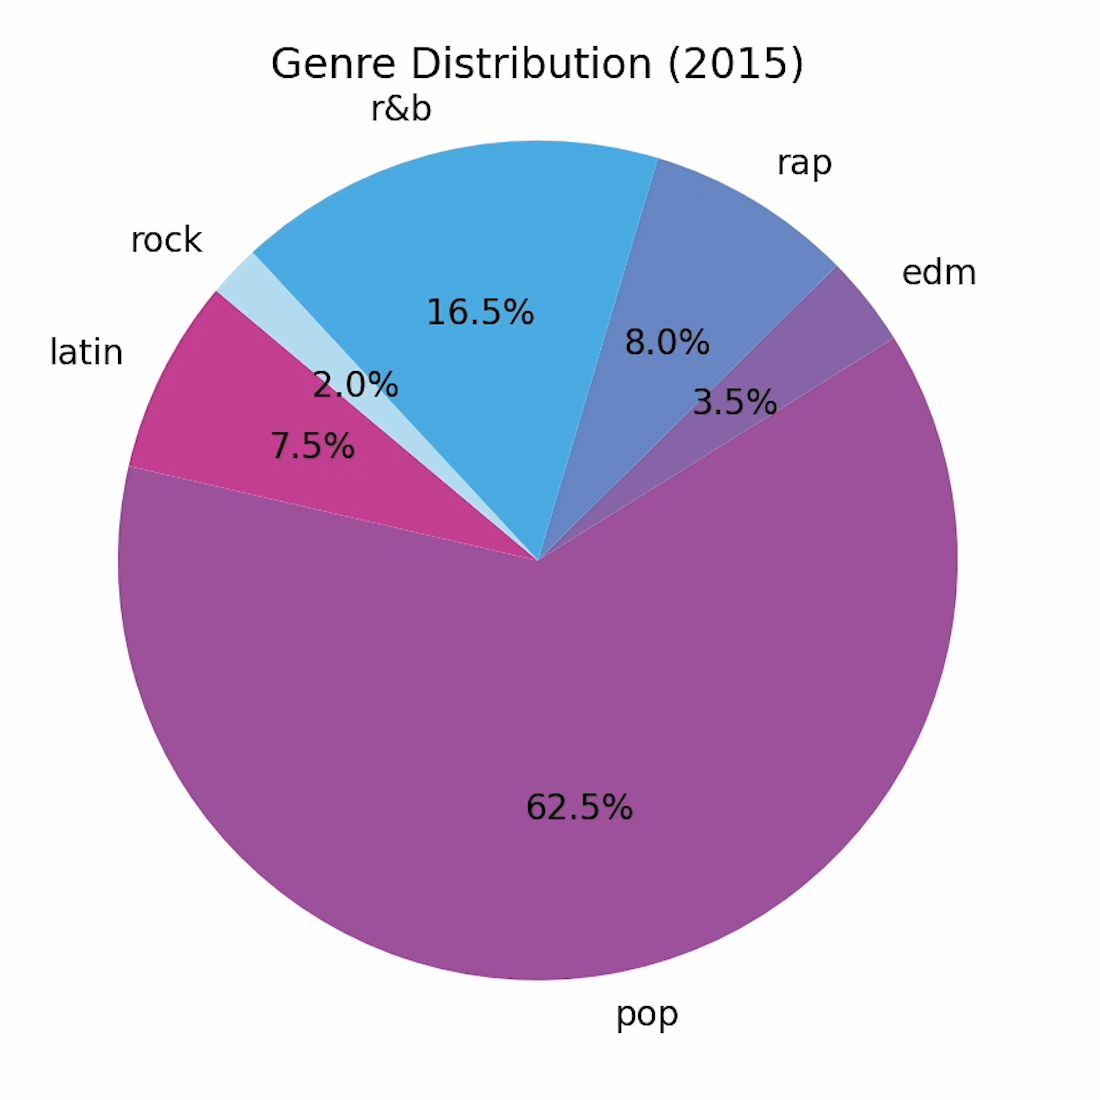 Genre Distribution (2015)
r&b
rap
rock
edm
latin
16.5%
8.0%
2.0%
3.5%
7.5%
62.5%
pop